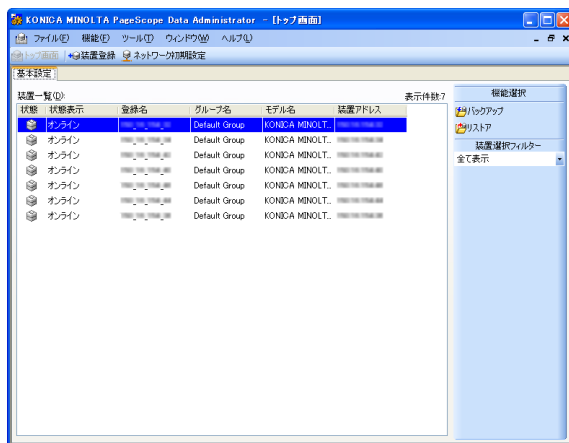 KONICA MINOLTA PageScope Data Administrator - [トップ画面]
ファイル(F) 機能(E) ツール(T) ウィンドウ(W) ヘルプ(L)
トップ画面 装置登録 ネットワーク初期設定
基本設定
装置一覧(D): 表示件数:7
状態 状態表示 登録名 グループ名 モデル名 装置アドレス
オンライン Default Group KONICA MINOLT...
オンライン Default Group KONICA MINOLT...
オンライン Default Group KONICA MINOLT...
オンライン Default Group KONICA MINOLT...
オンライン Default Group KONICA MINOLT...
オンライン Default Group KONICA MINOLT...
オンライン Default Group KONICA MINOLT...
機能選択
バックアップ
リストア
装置選択フィルター
全て表示